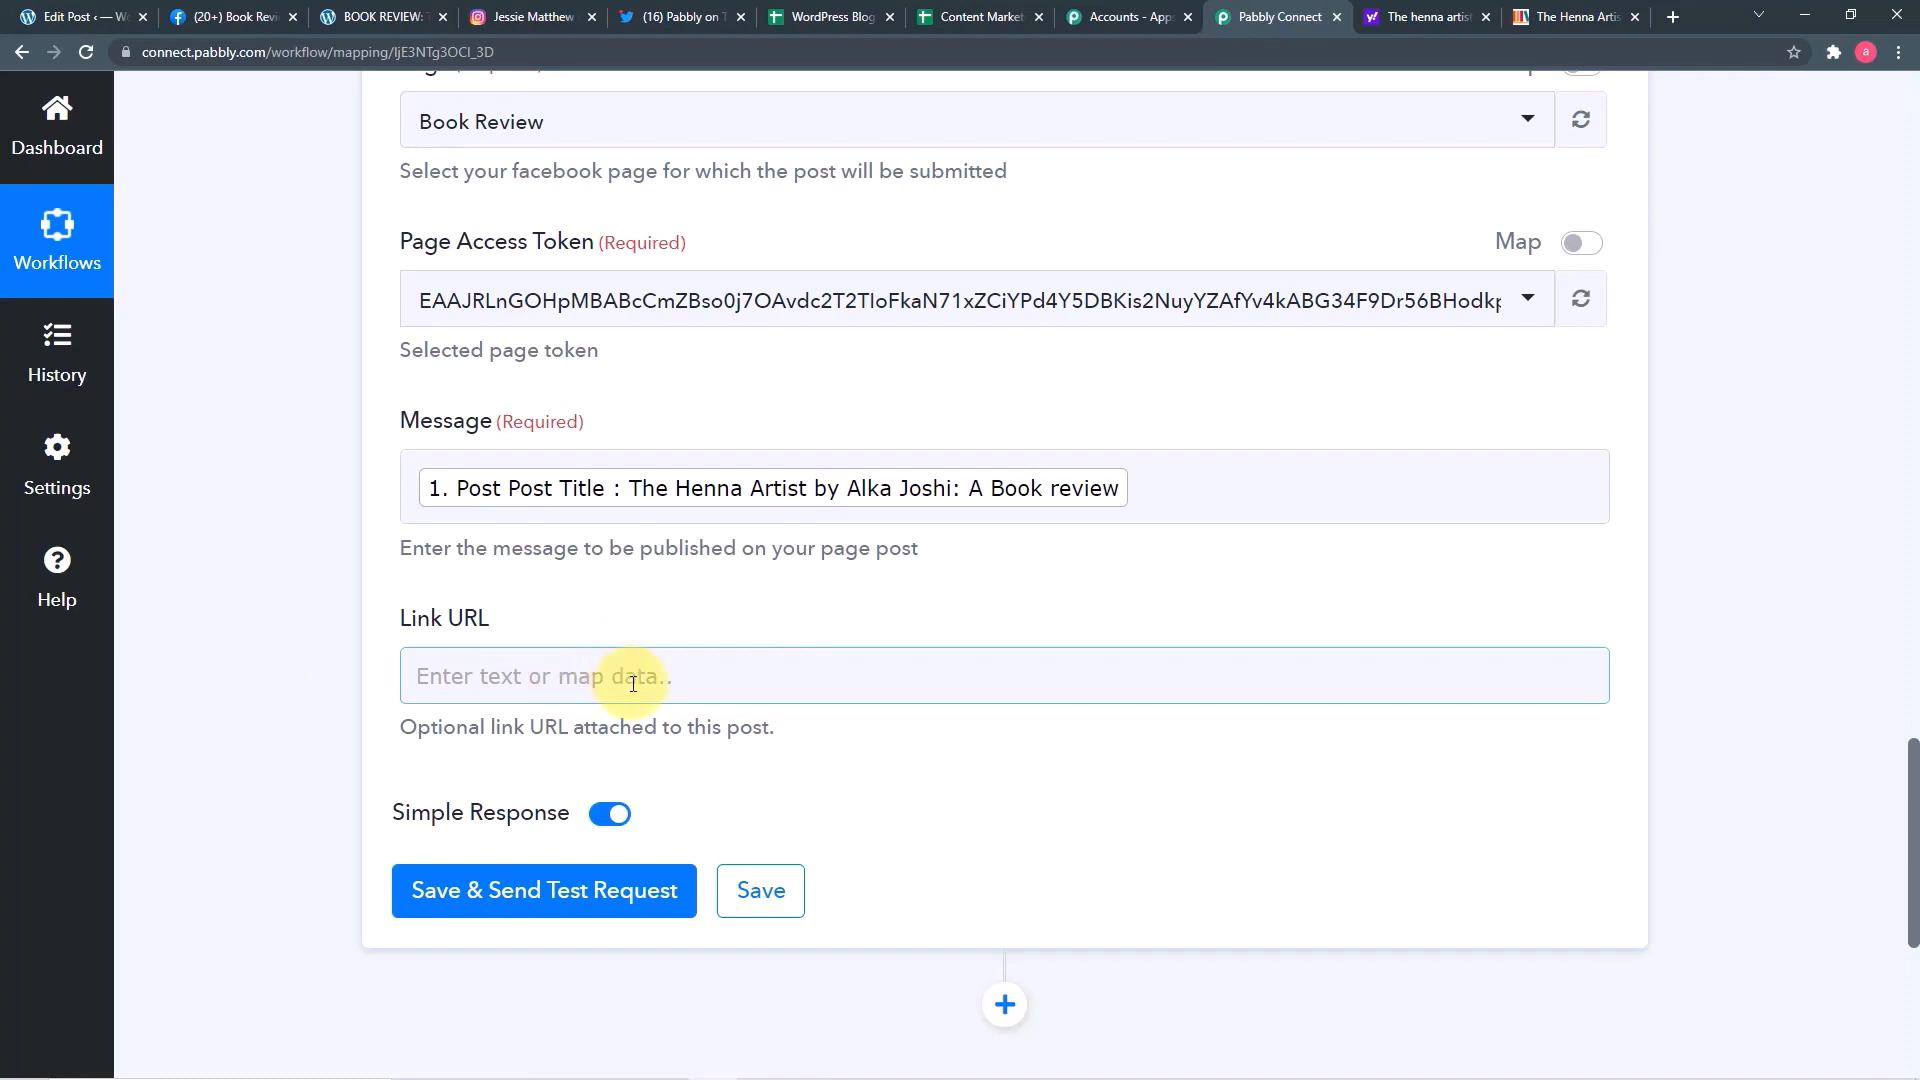 Edit Post ‹ — W
(20+) Book Revi
BOOK REVIEW:
Jessie Matthew
(16) Pabbly on T
WordPress Blog
Content Market
Accounts - App
Pabbly Connect
The henna artis
The Henna Artis
connect.pabbly.com/workflow/mapping/IjE3NTg3OCI_3D
a
Dashboard
Workflows
History
Settings
Help
Book Review
Select your facebook page for which the post will be submitted
Page Access Token (Required)
Map
EAAJRLnGOHpMBABcCmZBso0j7OAvdc2T2TIoFkaN71xZCiYPd4Y5DBKis2NuyYZAfYv4kABG34F9Dr56BHodkp
Selected page token
Message (Required)
1. Post Post Title : The Henna Artist by Alka Joshi: A Book review
Enter the message to be published on your page post
Link URL
Enter text or map data..
Optional link URL attached to this post.
Simple Response
Save & Send Test Request
Save